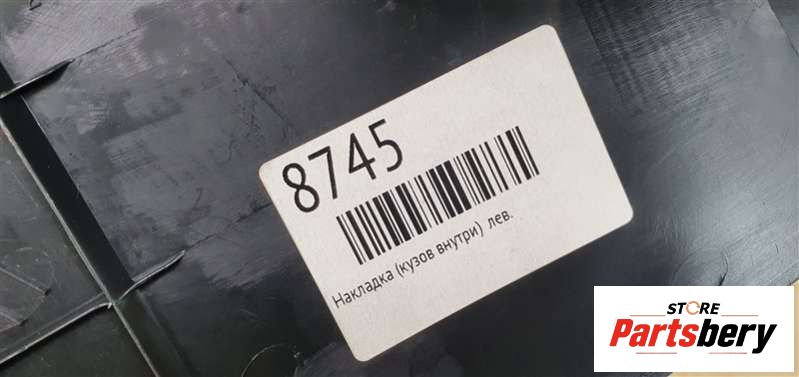 8745
Накладка (кузов внутри) лев.
STORE
Partsbery